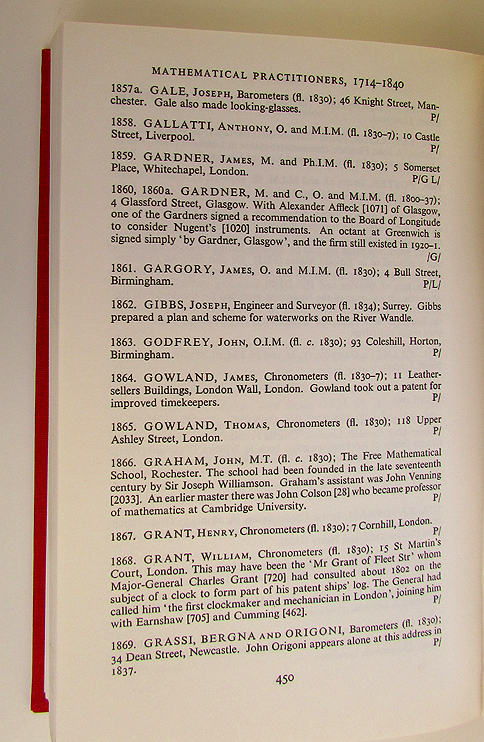 MATHEMATICAL PRACTITIONERS, 1714–1840
1857a. GALE, JOSEPH, Barometers (fl. 1830); 46 Knight Street, Man-
chester. Gale also made looking-glasses. P/
1858. GALLATTI, ANTHONY, O. and M.I.M. (fl. 1830–7); 10 Castle
Street, Liverpool. P/
1859. GARDNER, JAMES, M. and Ph.I.M. (fl. 1830); 5 Somerset
Place, Whitechapel, London. P/G L/
1860, 1860a. GARDNER, M. and C., O. and M.I.M. (fl. 1800–37);
4 Glassford Street, Glasgow. With Alexander Affleck [1071] of Glasgow,
one of the Gardners signed a recommendation to the Board of Longitude
to consider Nugent's [1020] instruments. An octant at Greenwich is
signed simply 'by Gardner, Glasgow', and the firm still existed in 1920–1.
/G/
1861. GARGORY, JAMES, O. and M.I.M. (fl. 1830); 4 Bull Street,
Birmingham. P/L/
1862. GIBBS, JOSEPH, Engineer and Surveyor (fl. 1834); Surrey. Gibbs
prepared a plan and scheme for waterworks on the River Wandle.
1863. GODFREY, JOHN, O.I.M. (fl. c. 1830); 93 Coleshill, Horton,
Birmingham. P/
1864. GOWLAND, JAMES, Chronometers (fl. 1830–7); 11 Leather-
sellers Buildings, London Wall, London. Gowland took out a patent for
improved timekeepers. P/
1865. GOWLAND, THOMAS, Chronometers (fl. 1830); 118 Upper
Ashley Street, London. P/
1866. GRAHAM, JOHN, M.T. (fl. c. 1830); The Free Mathematical
School, Rochester. The school had been founded in the late seventeenth
century by Sir Joseph Williamson. Graham's assistant was John Venning
[2033]. An earlier master there was John Colson [28] who became professor
of mathematics at Cambridge University. P/
1867. GRANT, HENRY, Chronometers (fl. 1830); 7 Cornhill, London.
P/
1868. GRANT, WILLIAM, Chronometers (fl. 1830); 15 St Martin's
Court, London. This may have been the 'Mr Grant of Fleet Str' whom
Major-General Charles Grant [720] had consulted about 1802 on the
subject of a clock to form part of his patent ships' log. The General had
called him 'the first clockmaker and mechanician in London', joining him
with Earnshaw [705] and Cumming [462]. P/
1869. GRASSI, BERGNA AND ORIGONI, Barometers (fl. 1830);
34 Dean Street, Newcastle. John Origoni appears alone at this address in
1837. P/
450